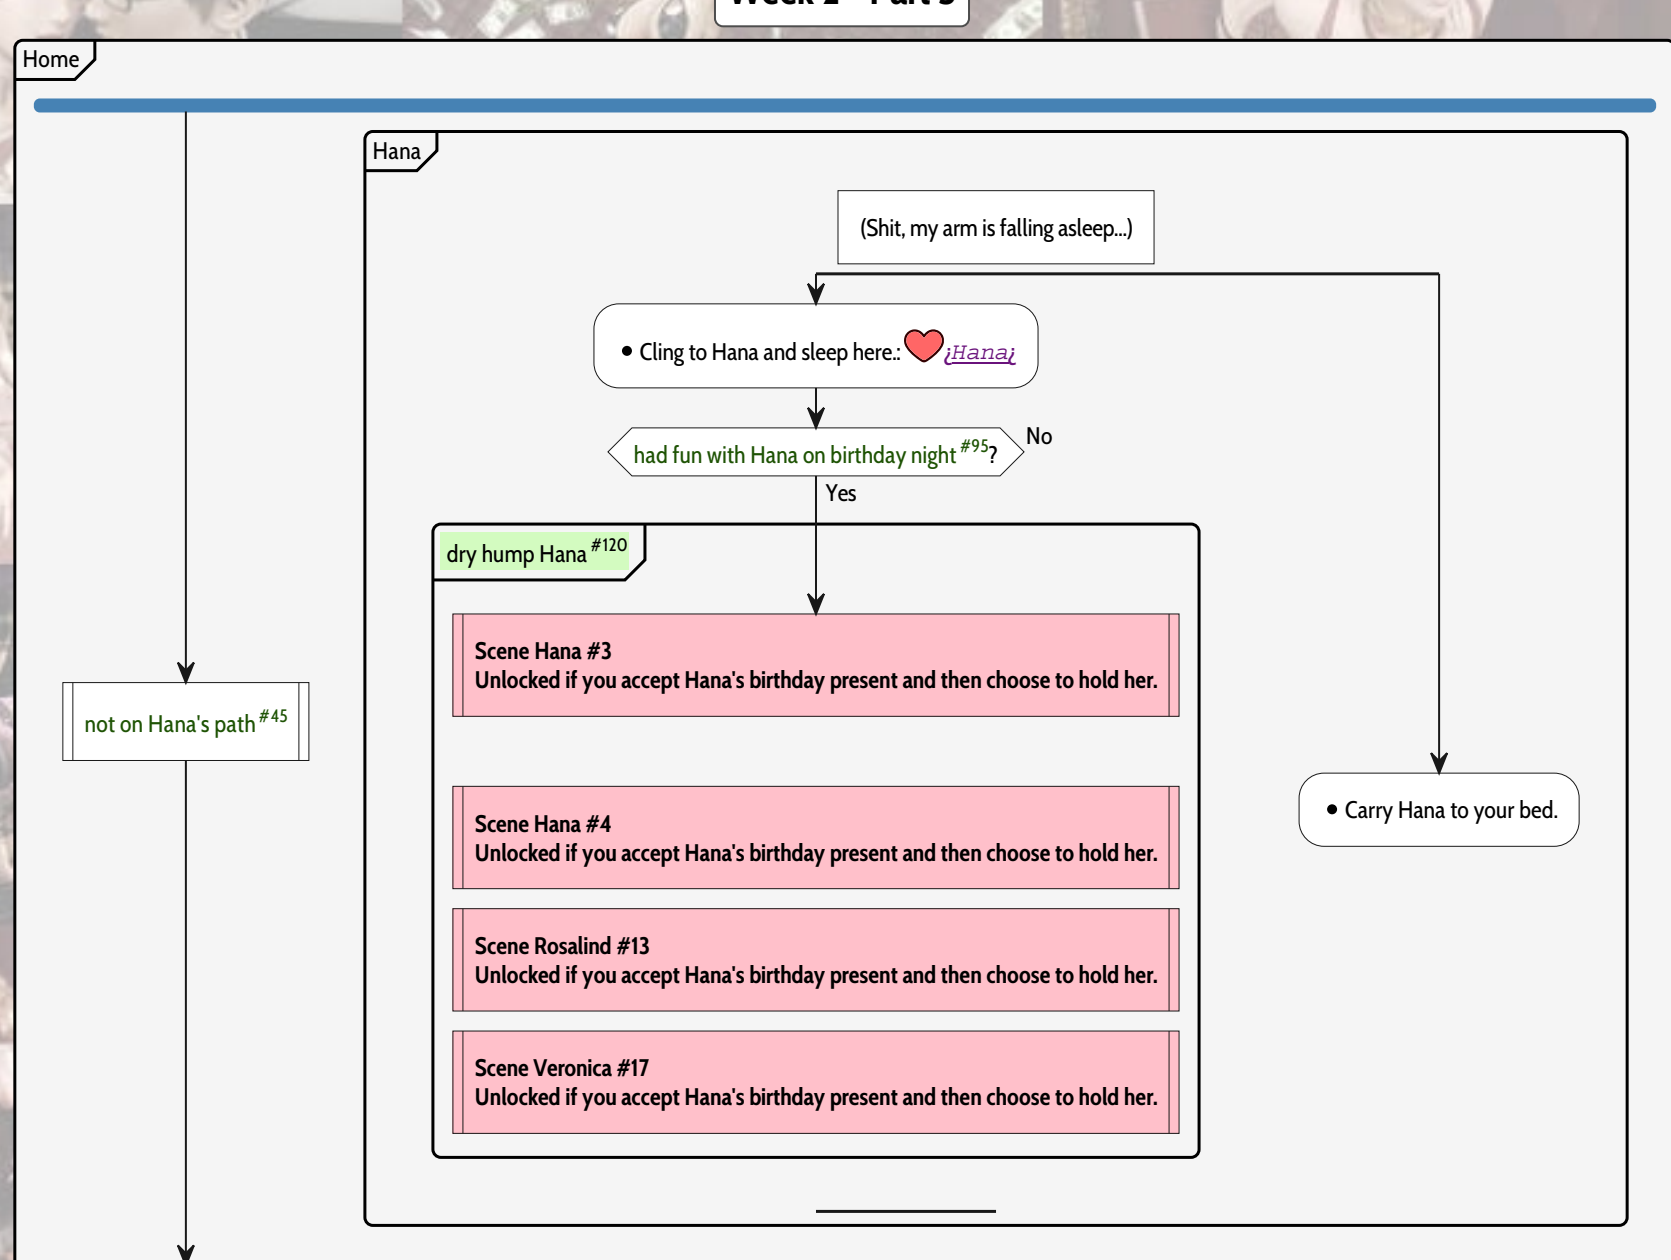 Week 2 - Part 3
Home
Hana
(Shit, my arm is falling asleep...)
• Cling to Hana and sleep here.: ¿Hana¿
had fun with Hana on birthday night #95?
No
Yes
dry hump Hana #120
Scene Hana #3
Unlocked if you accept Hana's birthday present and then choose to hold her.
not on Hana's path #45
Scene Hana #4
Unlocked if you accept Hana's birthday present and then choose to hold her.
• Carry Hana to your bed.
Scene Rosalind #13
Unlocked if you accept Hana's birthday present and then choose to hold her.
Scene Veronica #17
Unlocked if you accept Hana's birthday present and then choose to hold her.